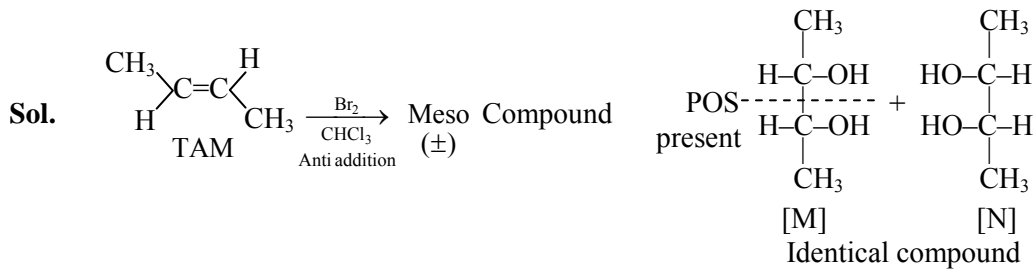 Sol.
CH₃ H
C=C
H CH₃
TAM
Br₂
CHCl₃
Anti addition
Meso Compound
(±)
POS
present
CH₃
H–C–OH
H–C–OH
CH₃
[M]
+
CH₃
HO–C–H
HO–C–H
CH₃
[N]
Identical compound